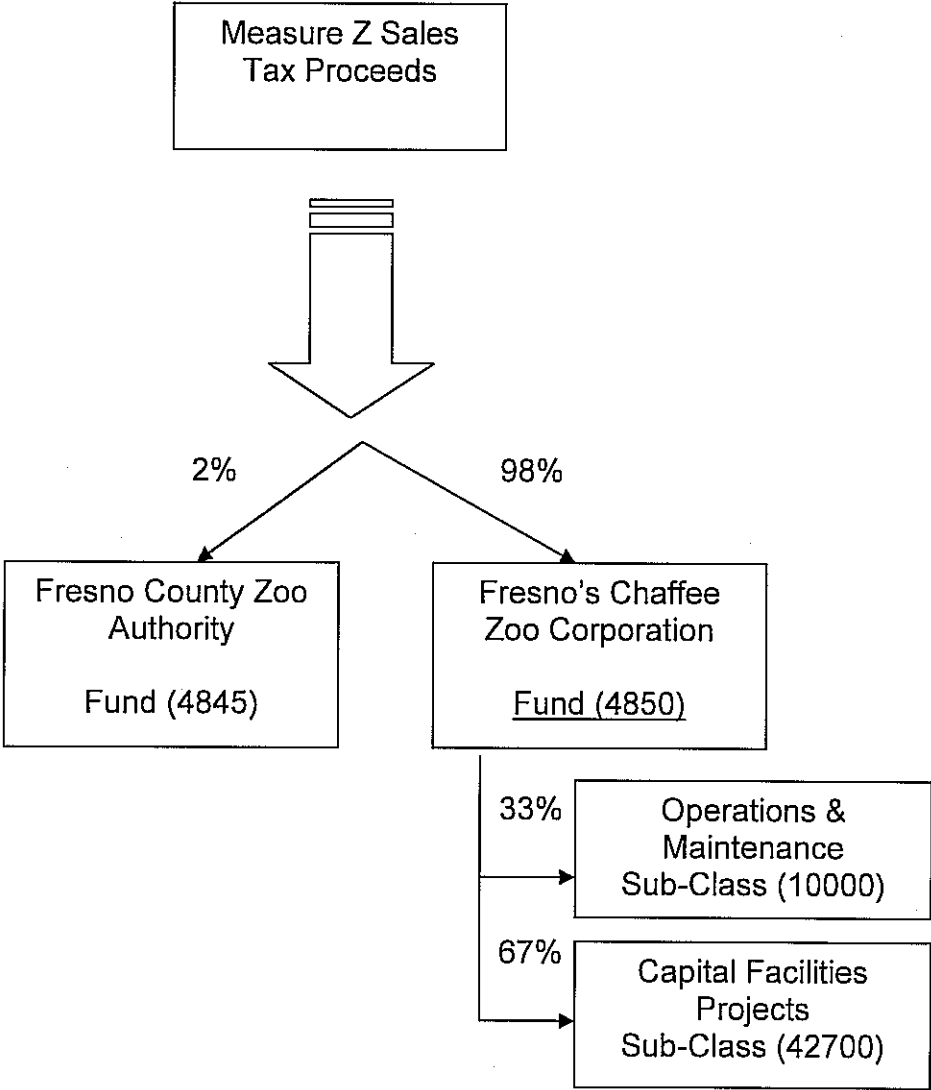 Measure Z Sales
Tax Proceeds
2%
98%
Fresno County Zoo
Authority
Fund (4845)
Fresno's Chaffee
Zoo Corporation
Fund (4850)
33%
Operations &
Maintenance
Sub-Class (10000)
67%
Capital Facilities
Projects
Sub-Class (42700)